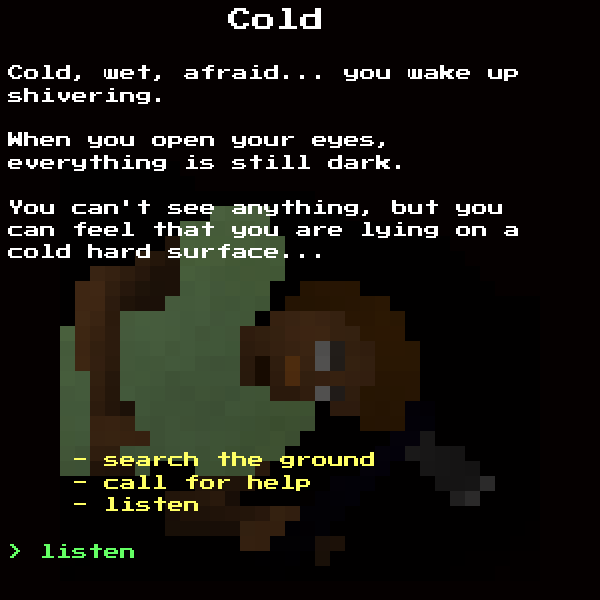 Cold
Cold, wet, afraid... you wake up
shivering.
When you open your eyes,
everything is still dark.
You can't see anything, but you
can feel that you are lying on a
cold hard surface...
- search the ground
- call for help
- listen
> listen